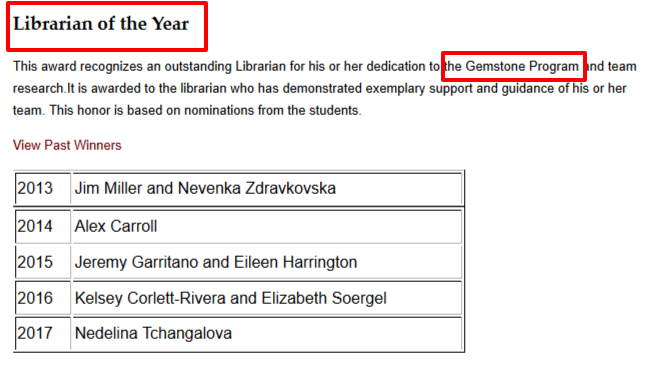 Librarian of the Year
This award recognizes an outstanding Librarian for his or her dedication to the Gemstone Program and team
research.It is awarded to the librarian who has demonstrated exemplary support and guidance of his or her
team. This honor is based on nominations from the students.
View Past Winners
2013 Jim Miller and Nevenka Zdravkovska
2014 Alex Carroll
2015 Jeremy Garritano and Eileen Harrington
2016 Kelsey Corlett-Rivera and Elizabeth Soergel
2017 Nedelina Tchangalova